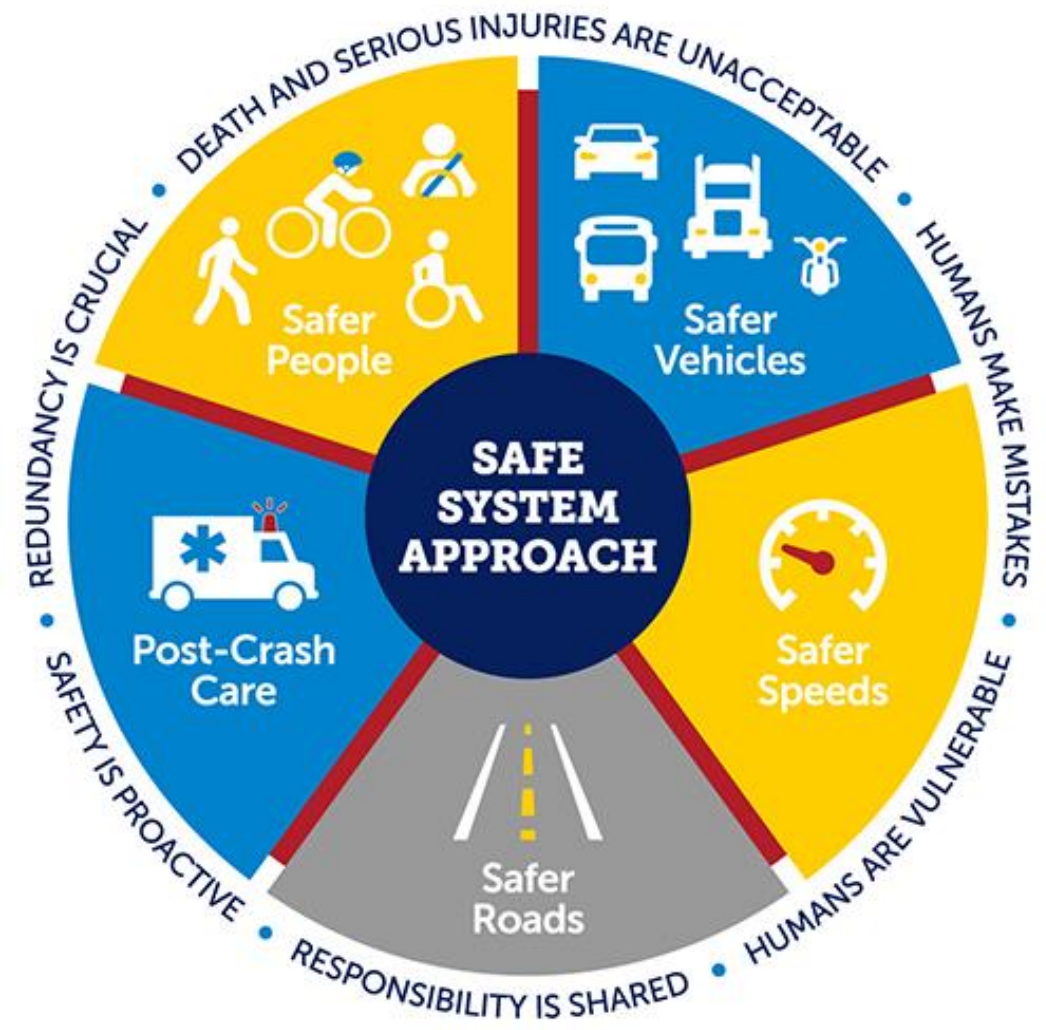 DEATH AND SERIOUS INJURIES ARE UNACCEPTABLE
HUMANS MAKE MISTAKES
HUMANS ARE VULNERABLE
RESPONSIBILITY IS SHARED
SAFETY IS PROACTIVE
REDUNDANCY IS CRUCIAL
Safer
People
Safer
Vehicles
SAFE
SYSTEM
APPROACH
Post-Crash
Care
Safer
Speeds
Safer
Roads